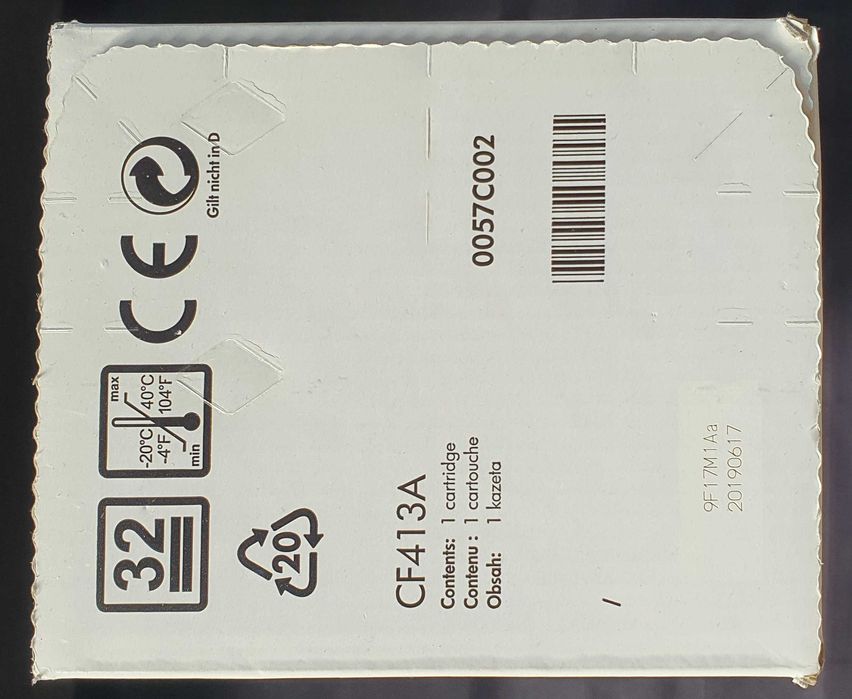 32
-20°C
-4°F
min
max
40°C
104°F
CE
Gilt nicht in D
20
CF413A
Contents: 1 cartridge
Contenu : 1 cartouche
Obsah: 1 kazeta
0057C002
/
9F17M1Aa
20190617